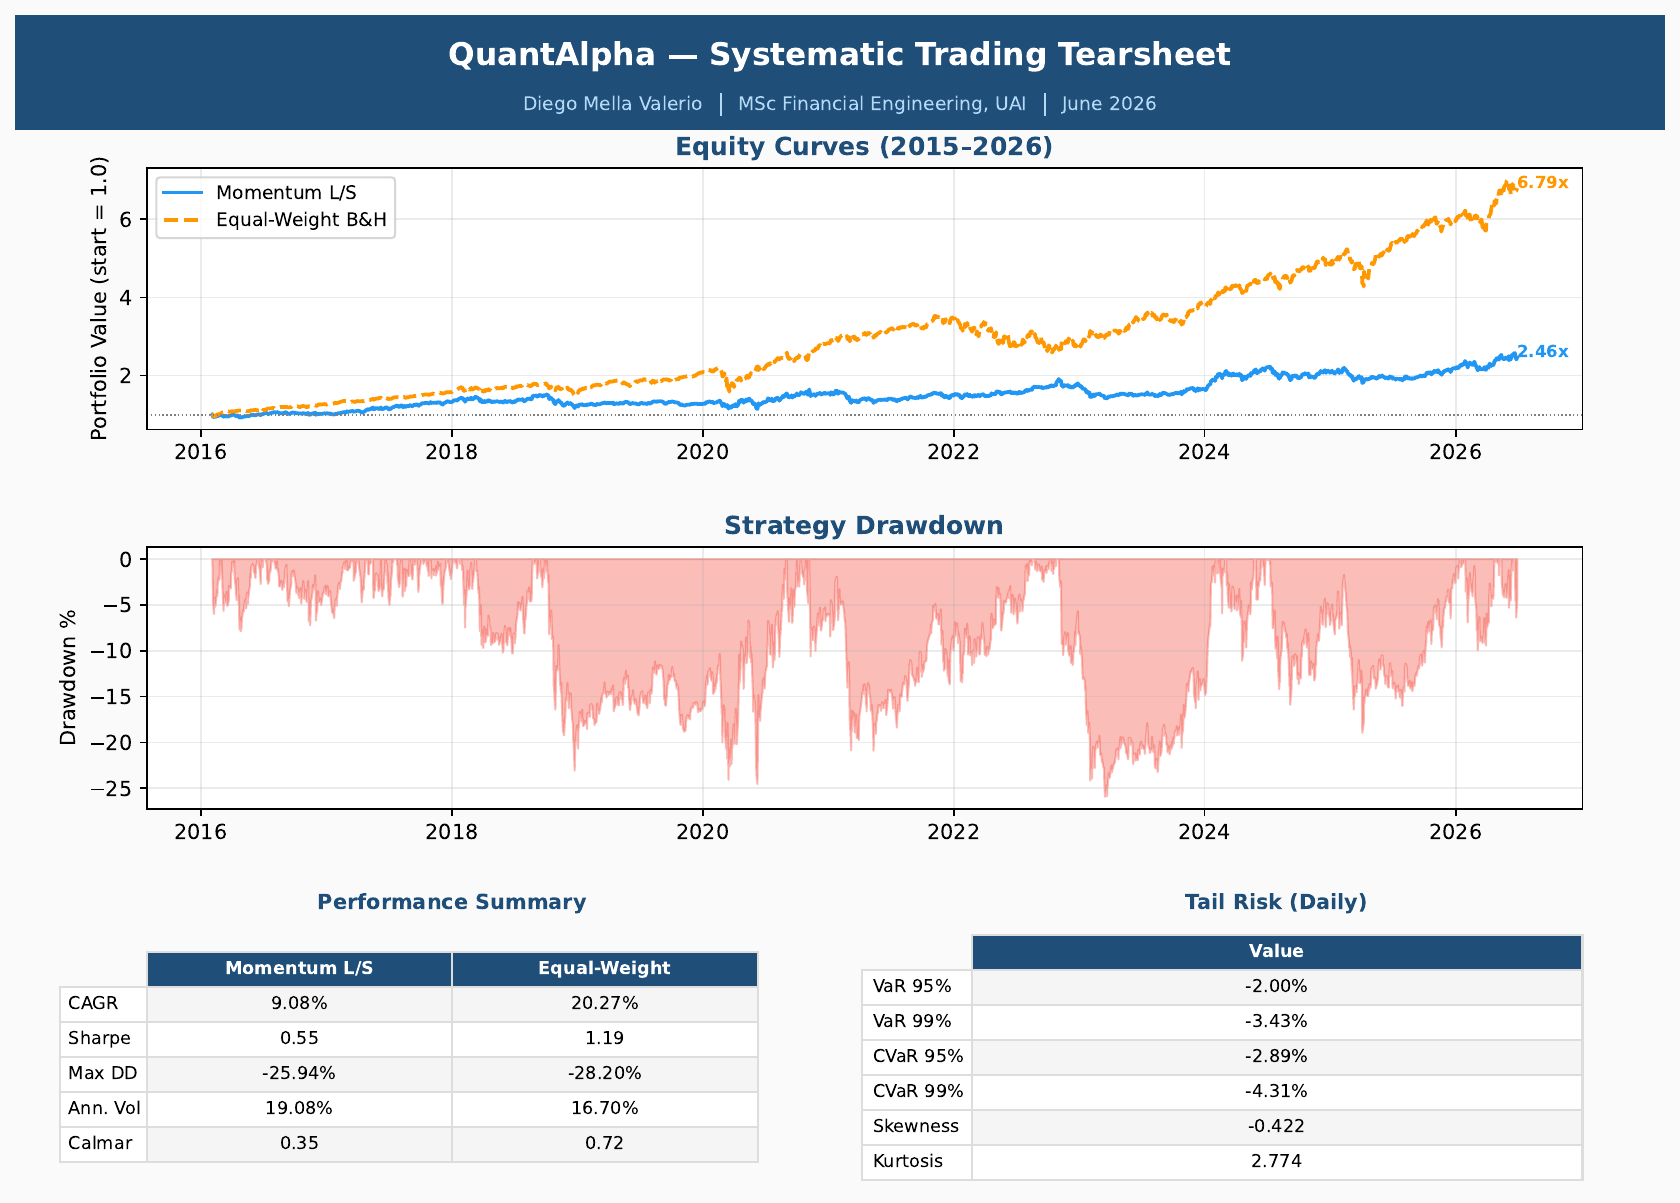 QuantAlpha — Systematic Trading Tearsheet
Diego Mella Valerio | MSc Financial Engineering, UAI | June 2026
Equity Curves (2015–2026)
Portfolio Value (start = 1.0)
Momentum L/S
Equal-Weight B&H
6.79x
2.46x
6
4
2
2016 2018 2020 2022 2024 2026
Strategy Drawdown
Drawdown %
0
−5
−10
−15
−20
−25
2016 2018 2020 2022 2024 2026
Performance Summary
Momentum L/S Equal-Weight
CAGR 9.08% 20.27%
Sharpe 0.55 1.19
Max DD -25.94% -28.20%
Ann. Vol 19.08% 16.70%
Calmar 0.35 0.72
Tail Risk (Daily)
Value
VaR 95% -2.00%
VaR 99% -3.43%
CVaR 95% -2.89%
CVaR 99% -4.31%
Skewness -0.422
Kurtosis 2.774